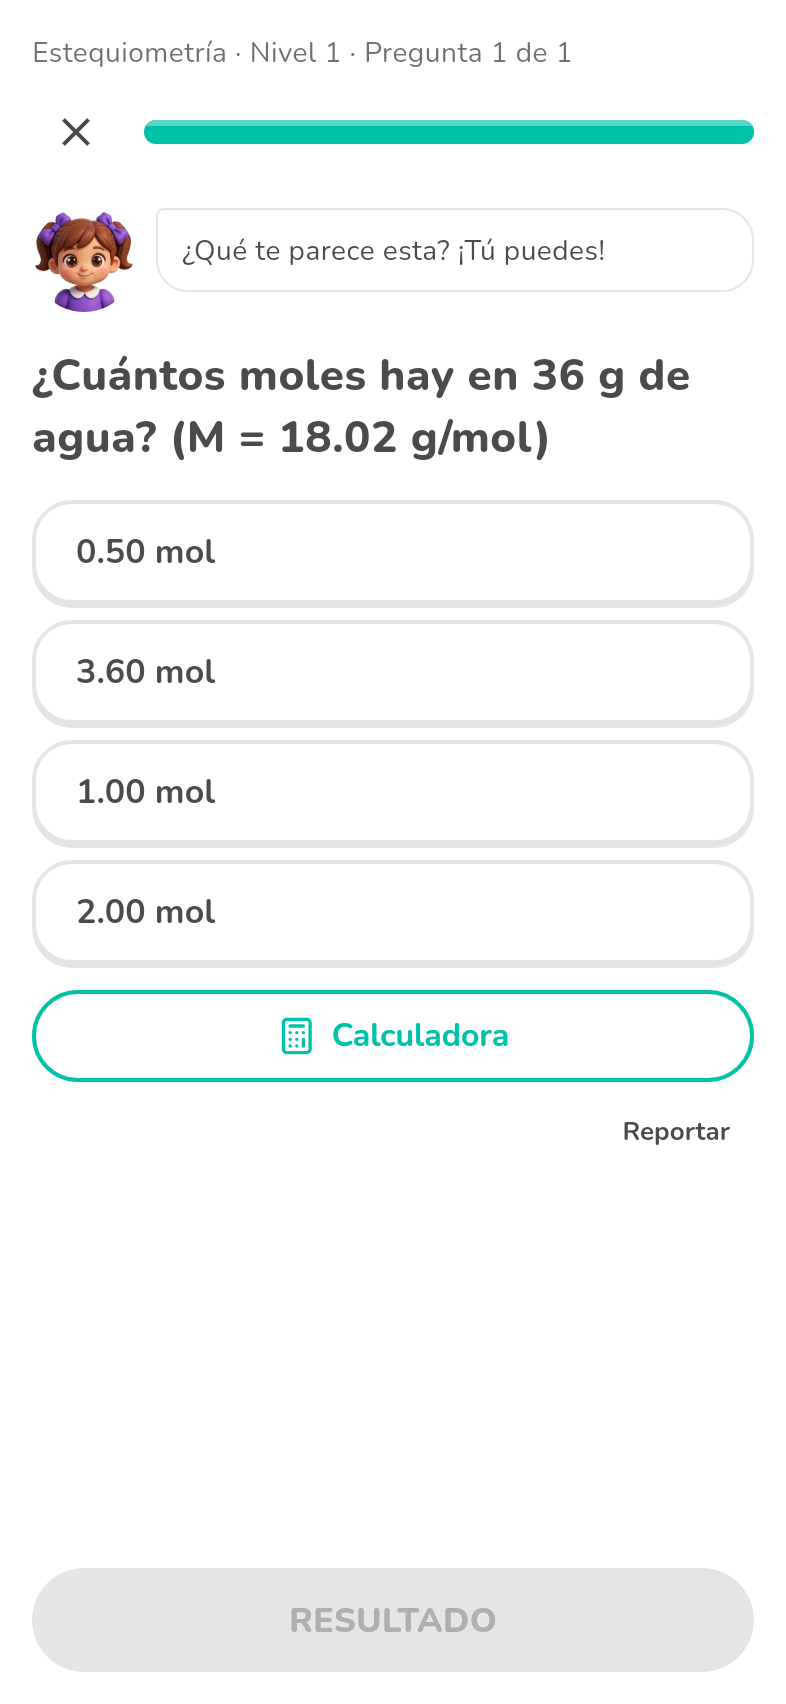 Estequiometría · Nivel 1 · Pregunta 1 de 1
¿Qué te parece esta? ¡Tú puedes!
¿Cuántos moles hay en 36 g de
agua? (M = 18.02 g/mol)
0.50 mol
3.60 mol
1.00 mol
2.00 mol
Calculadora
Reportar
RESULTADO